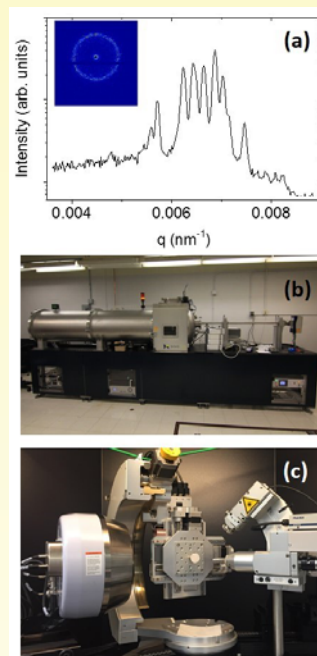 (a)
Intensity (arb. units)
0.004
0.006
0.008
q (nm⁻¹)
(b)
(c)